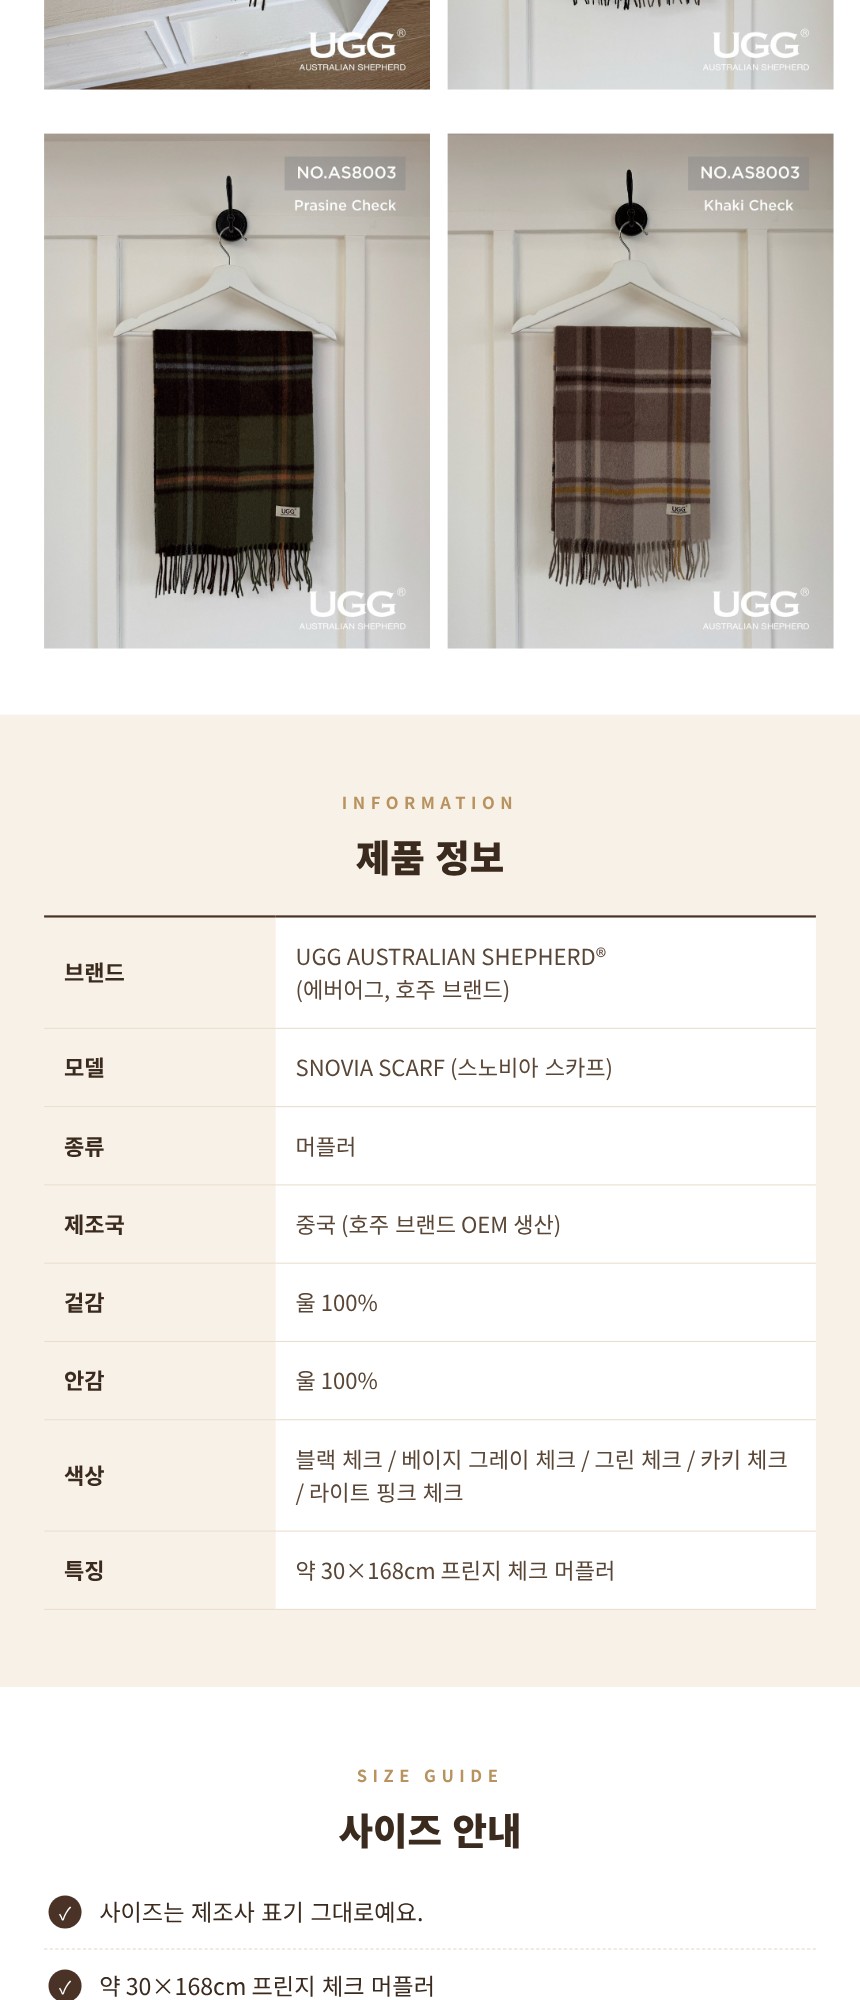 UGG®
AUSTRALIAN SHEPHERD
UGG®
AUSTRALIAN SHEPHERD
NO.AS8003
Prasine Check
UGG
UGG®
AUSTRALIAN SHEPHERD
NO.AS8003
Khaki Check
UGG
UGG®
AUSTRALIAN SHEPHERD
INFORMATION
제품 정보
브랜드
UGG AUSTRALIAN SHEPHERD®
(에버어그, 호주 브랜드)
모델
SNOVIA SCARF (스노비아 스카프)
종류
머플러
제조국
중국 (호주 브랜드 OEM 생산)
겉감
울 100%
안감
울 100%
색상
블랙 체크 / 베이지 그레이 체크 / 그린 체크 / 카키 체크
/ 라이트 핑크 체크
특징
약 30×168cm 프린지 체크 머플러
SIZE GUIDE
사이즈 안내
✓ 사이즈는 제조사 표기 그대로예요.
✓ 약 30×168cm 프린지 체크 머플러